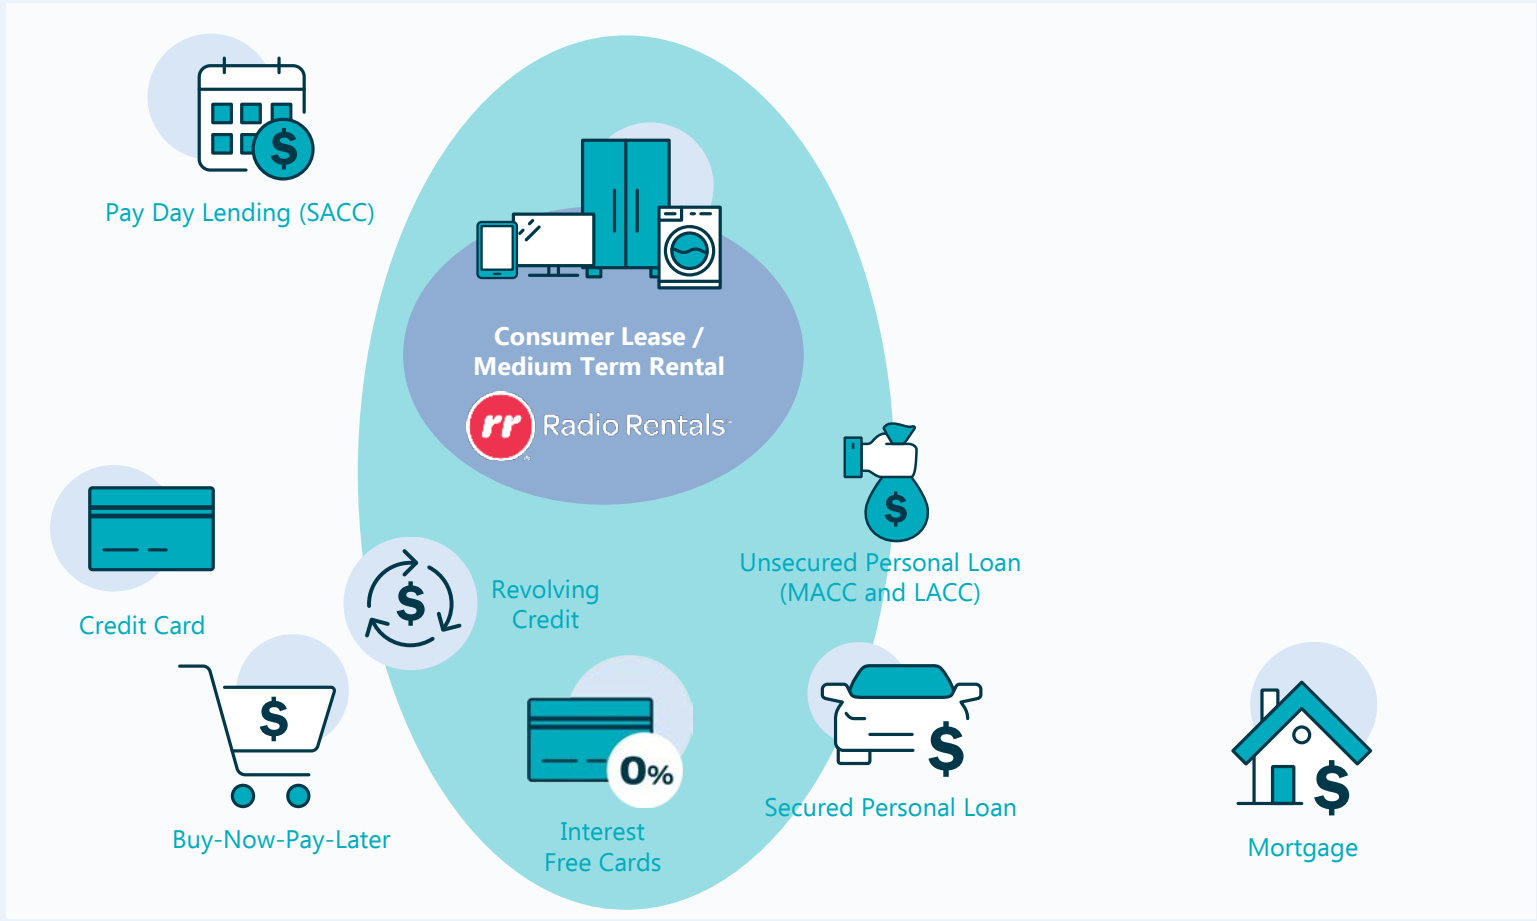 $
Pay Day Lending (SACC)
Consumer Lease /
Medium Term Rental
rr Radio Rentals
$
Unsecured Personal Loan
(MACC and LACC)
Credit Card
$
Revolving
Credit
$
Buy-Now-Pay-Later
0%
Interest
Free Cards
$
Secured Personal Loan
$
Mortgage